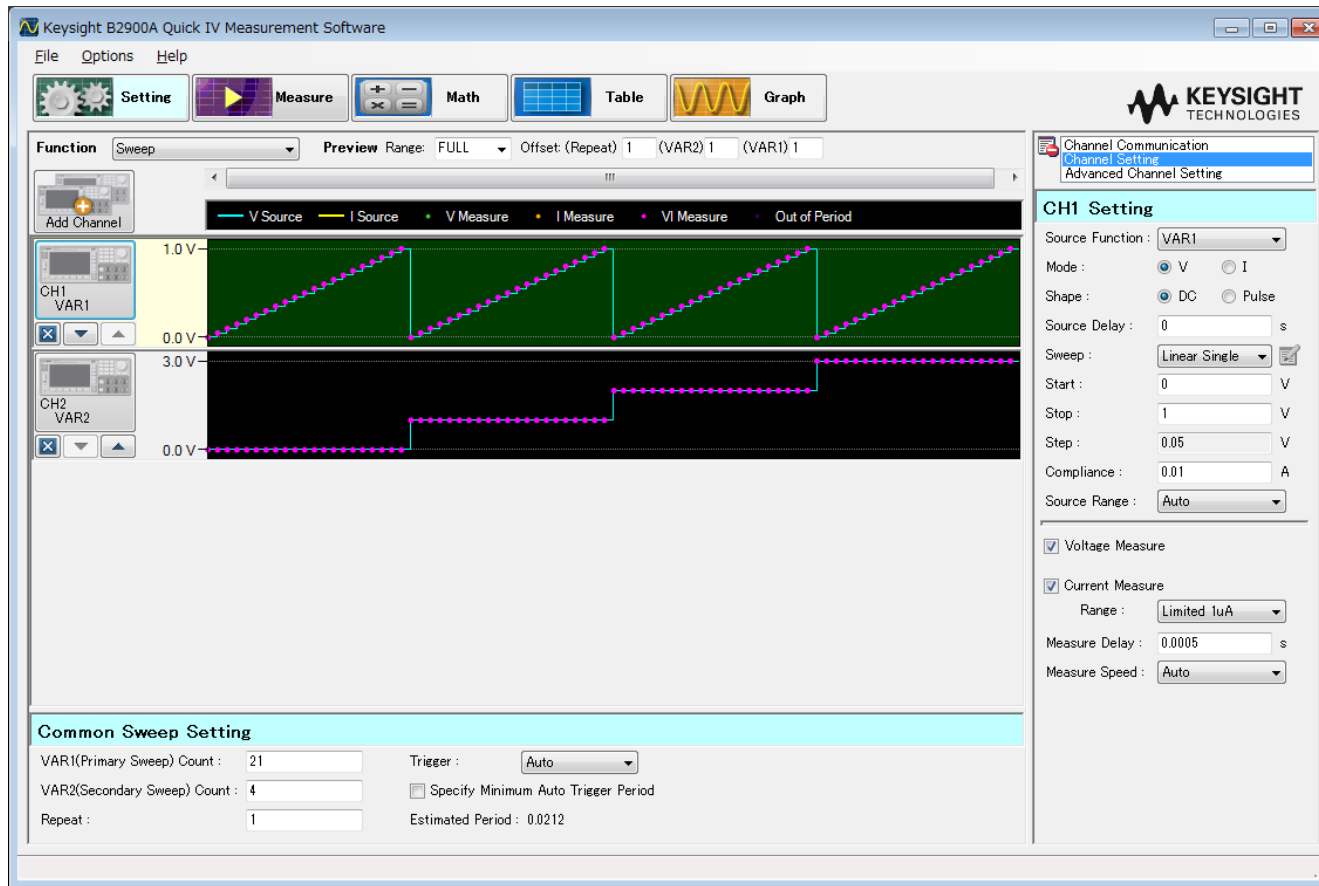 Keysight B2900A Quick IV Measurement Software
File Options Help
Setting Measure Math Table Graph
KEYSIGHT
TECHNOLOGIES
Function Sweep Preview Range: FULL Offset: (Repeat) 1 (VAR2) 1 (VAR1) 1
Add Channel
V Source I Source V Measure I Measure VI Measure Out of Period
1.0 V
CH1
VAR1
0.0 V
3.0 V
CH2
VAR2
0.0 V
Common Sweep Setting
VAR1(Primary Sweep) Count : 21 Trigger : Auto
VAR2(Secondary Sweep) Count : 4 Specify Minimum Auto Trigger Period
Repeat : 1 Estimated Period : 0.0212
Channel Communication
Channel Setting
Advanced Channel Setting
CH1 Setting
Source Function : VAR1
Mode : V I
Shape : DC Pulse
Source Delay : 0 s
Sweep : Linear Single
Start : 0 V
Stop : 1 V
Step : 0.05 V
Compliance : 0.01 A
Source Range : Auto
Voltage Measure
Current Measure
Range : Limited 1uA
Measure Delay : 0.0005 s
Measure Speed : Auto